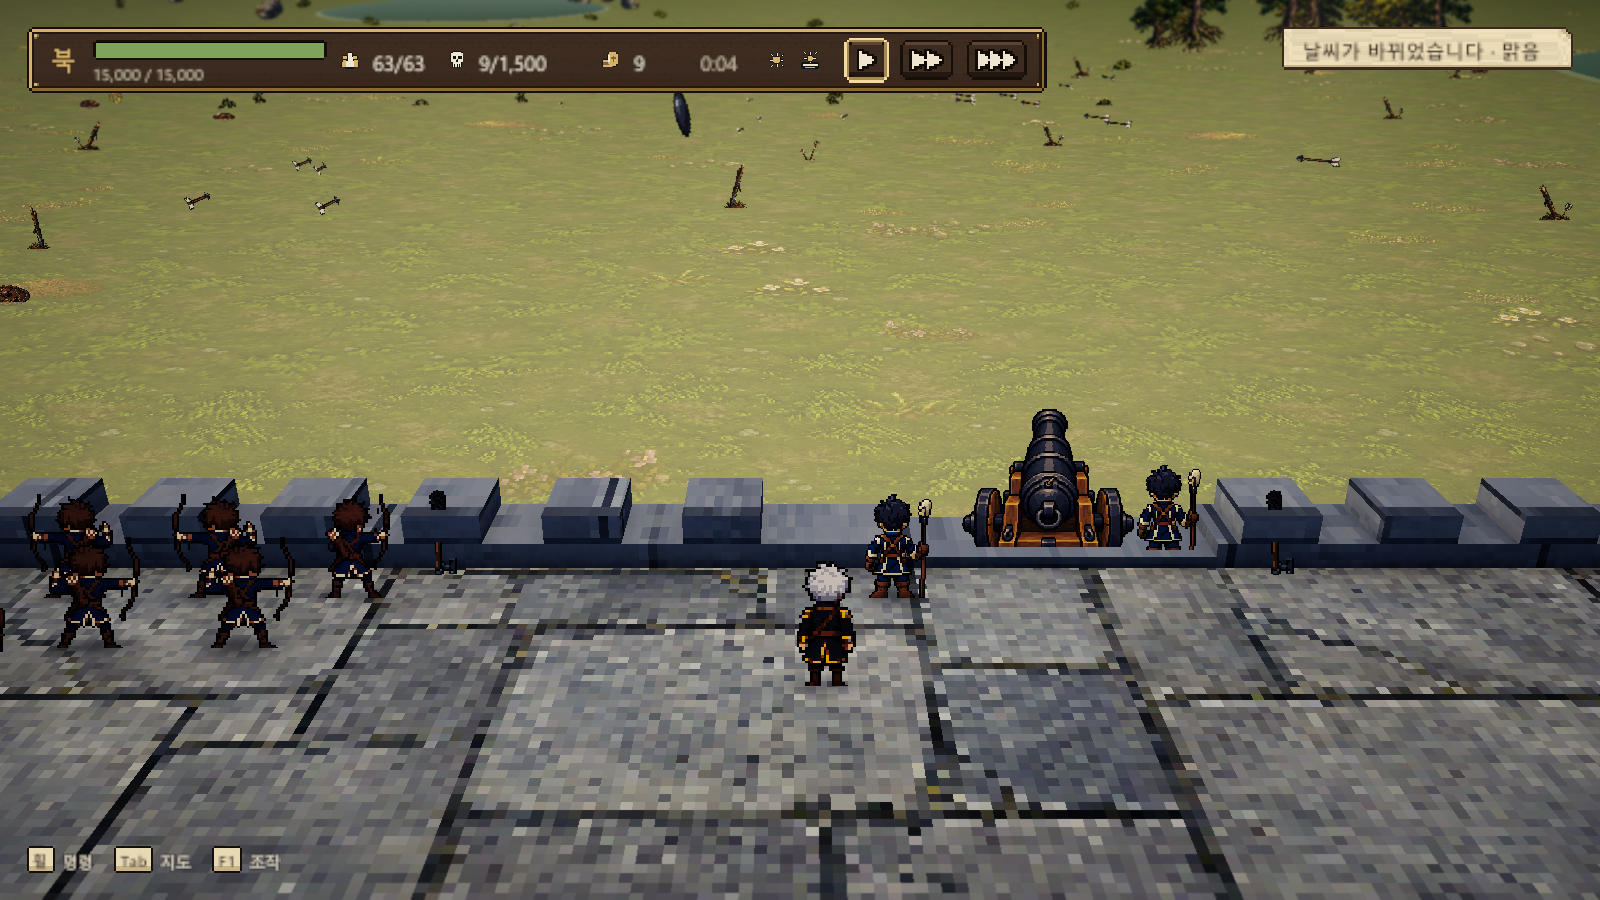 북
15,000 / 15,000
63/63
9/1,500
9
0:04
날씨가 바뀌었습니다 · 맑음
휠 명령 Tab 지도 F1 조작